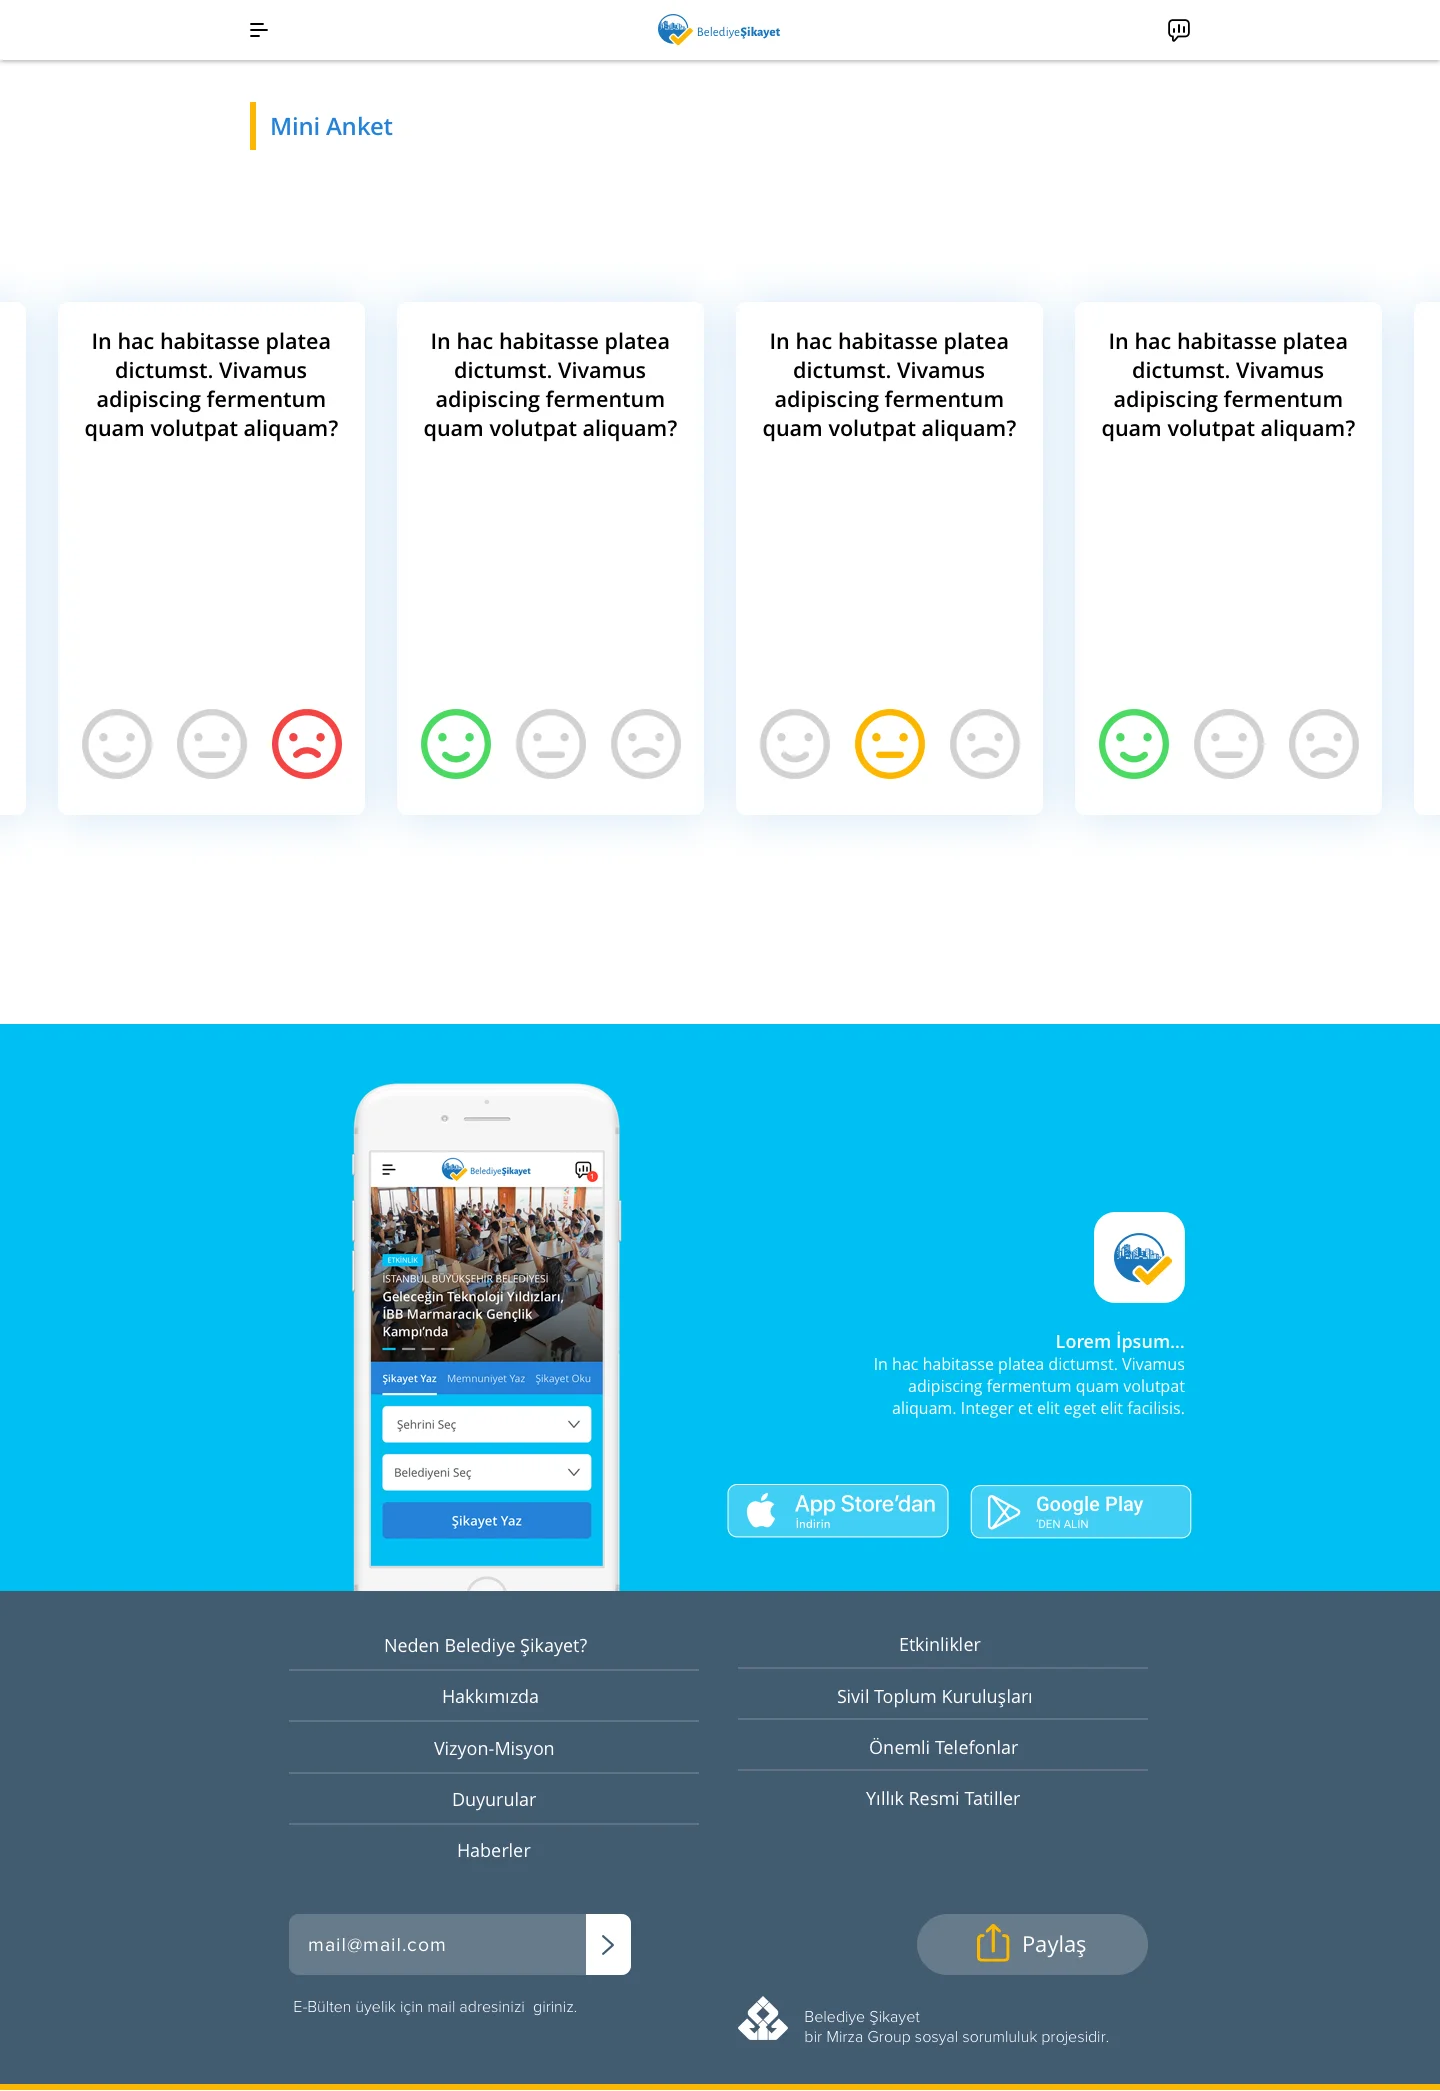 BelediyeŞikayet
Mini Anket
In hac habitasse platea
dictumst. Vivamus
adipiscing fermentum
quam volutpat aliquam?
In hac habitasse platea
dictumst. Vivamus
adipiscing fermentum
quam volutpat aliquam?
In hac habitasse platea
dictumst. Vivamus
adipiscing fermentum
quam volutpat aliquam?
In hac habitasse platea
dictumst. Vivamus
adipiscing fermentum
quam volutpat aliquam?
BelediyeŞikayet
1
ETKİNLİK
İSTANBUL BÜYÜKŞEHİR BELEDİYESİ
Geleceğin Teknoloji Yıldızları,
İBB Marmaracık Gençlik
Kampı’nda
Şikayet Yaz Memnuniyet Yaz Şikayet Oku
Şehrini Seç
Belediyeni Seç
Şikayet Yaz
Lorem İpsum...
In hac habitasse platea dictumst. Vivamus
adipiscing fermentum quam volutpat
aliquam. Integer et elit eget elit facilisis.
App Store’dan
İndirin
Google Play
’DEN ALIN
Neden Belediye Şikayet?
Hakkımızda
Vizyon-Misyon
Duyurular
Haberler
Etkinlikler
Sivil Toplum Kuruluşları
Önemli Telefonlar
Yıllık Resmi Tatiller
mail@mail.com
E-Bülten üyelik için mail adresinizi  giriniz.
Paylaş
Belediye Şikayet
bir Mirza Group sosyal sorumluluk projesidir.